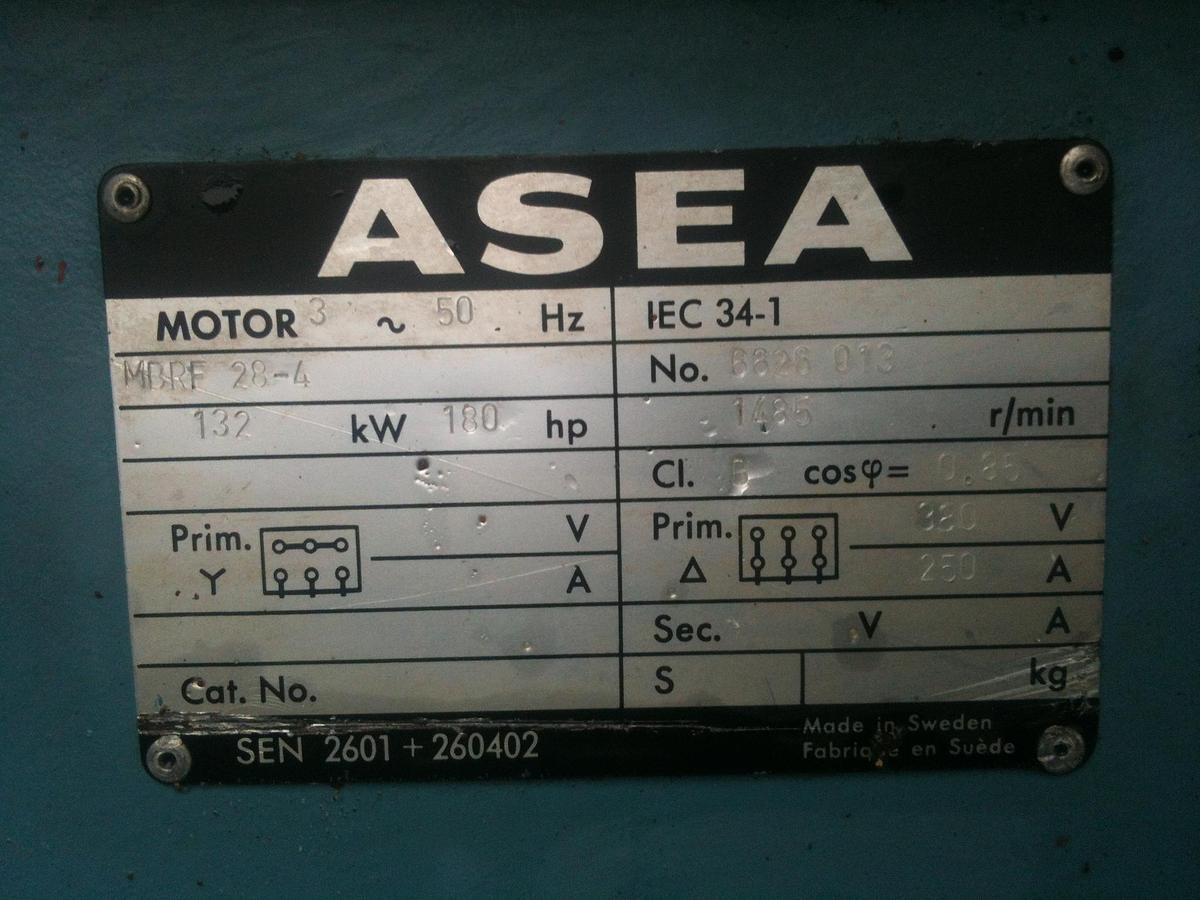 ASEA
MOTOR 3 ~ 50 Hz
IEC 34-1
MBRF 28-4
No. 6626 013
132 kW 180 hp
1485 r/min
Cl. cosφ= 0.85
Prim. V
Y A
Prim. 380 V
Δ 250 A
Sec. V A
Cat. No.
S kg
SEN 2601 + 260402
Made in Sweden
Fabriqué en Suède